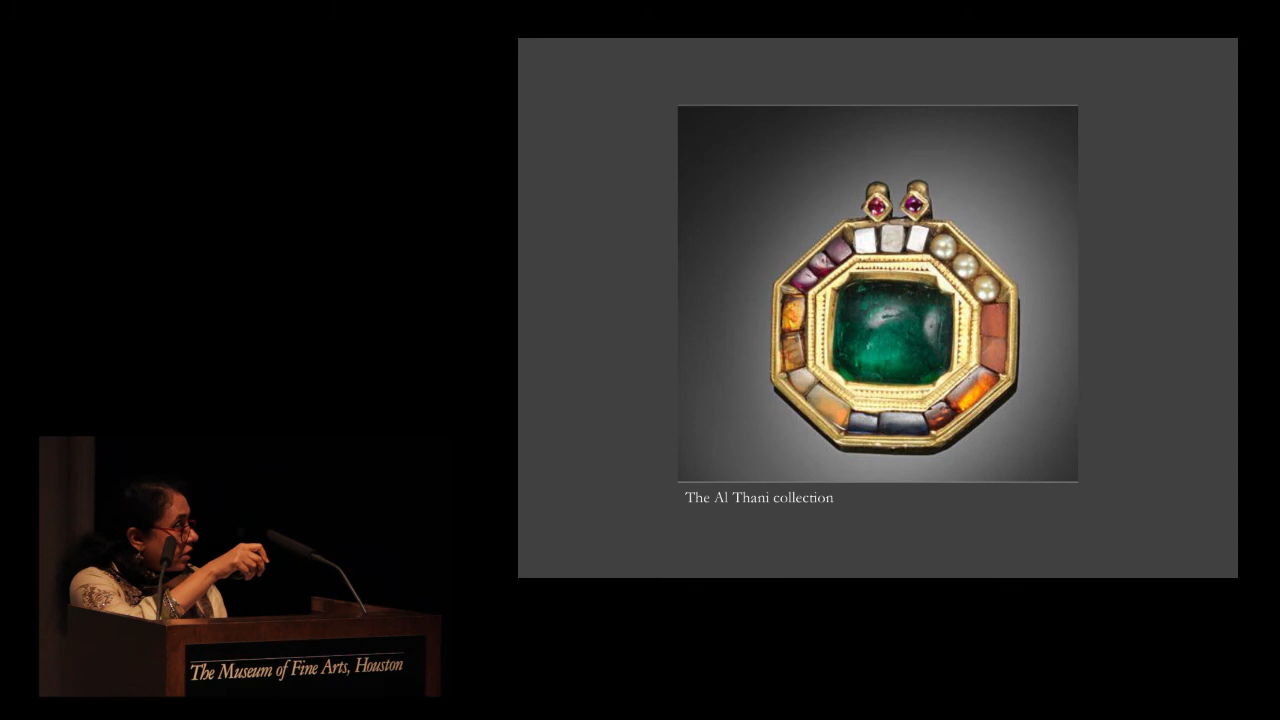 The Al Thani collection
The Museum of Fine Arts, Houston